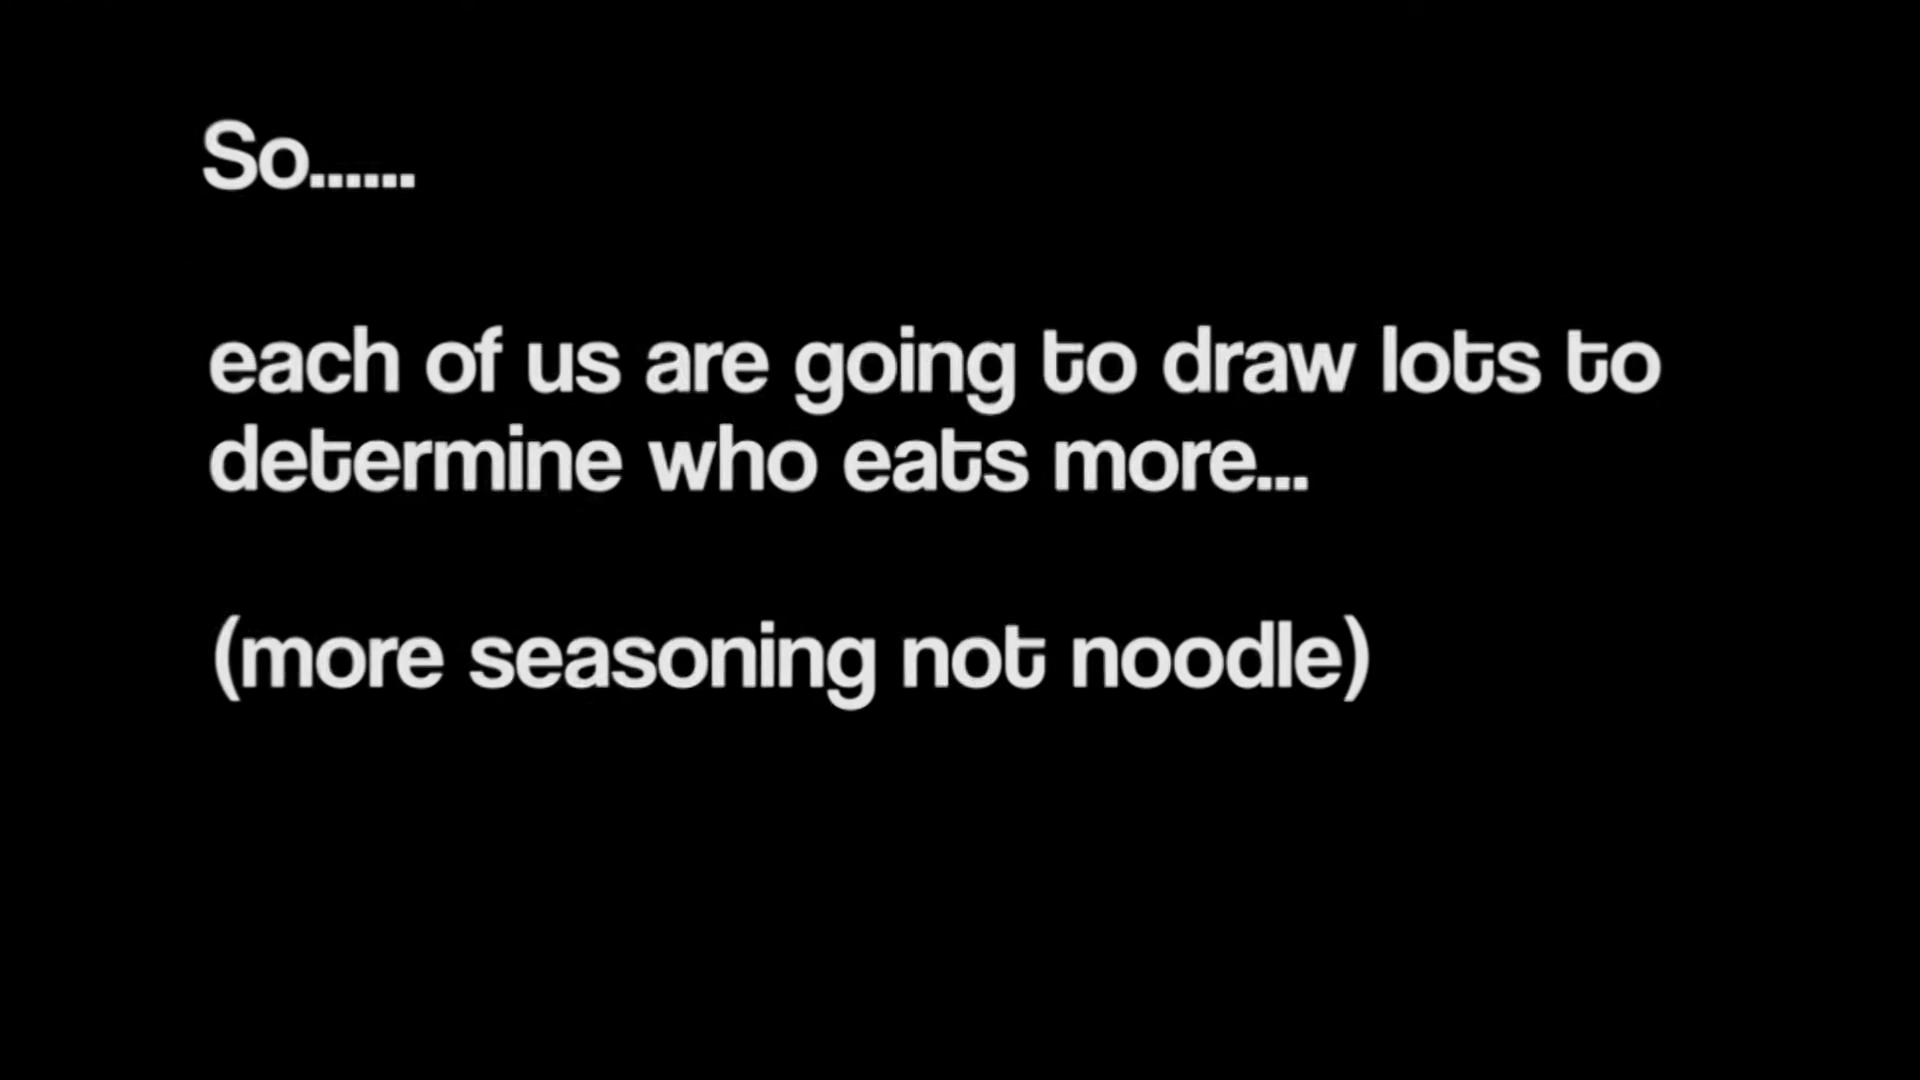 So......
each of us are going to draw lots to
determine who eats more...
(more seasoning not noodle)